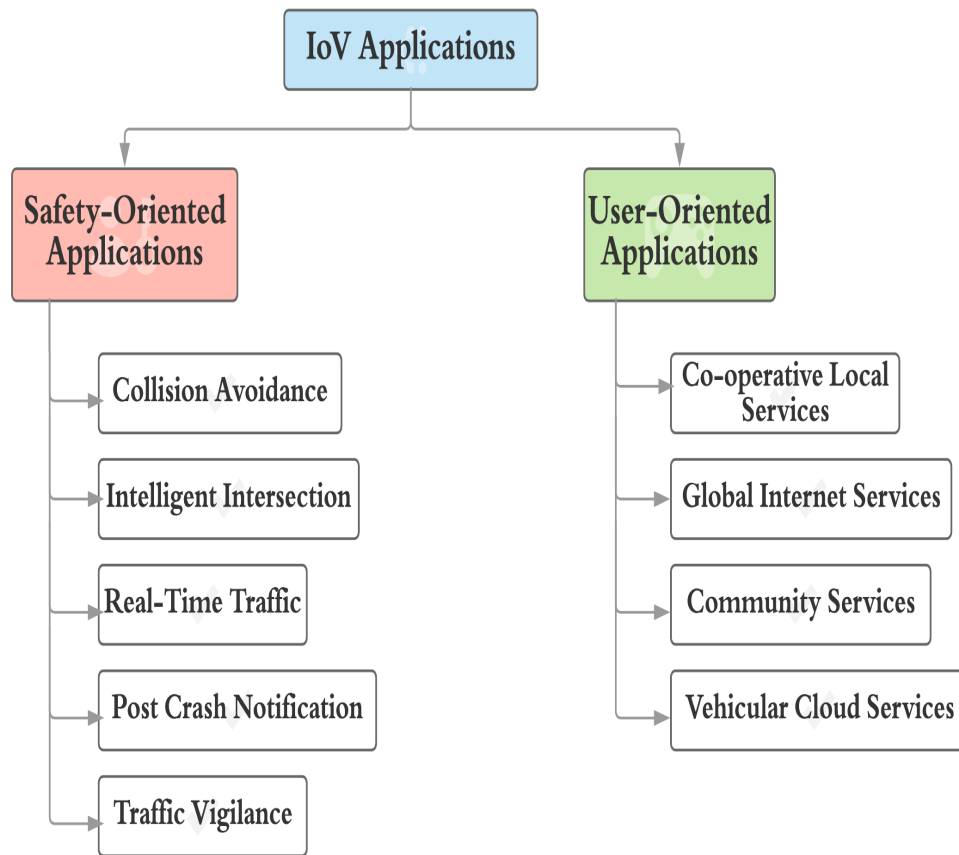 IoV Applications
Safety-Oriented
Applications
User-Oriented
Applications
Collision Avoidance
Intelligent Intersection
Real-Time Traffic
Post Crash Notification
Traffic Vigilance
Co-operative Local
Services
Global Internet Services
Community Services
Vehicular Cloud Services